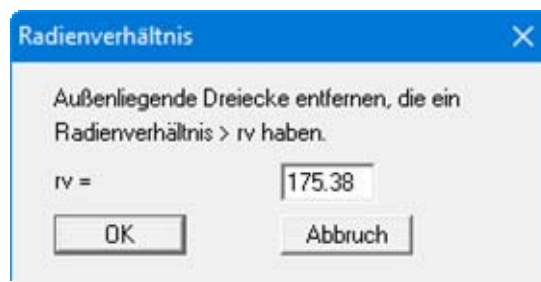 Radienverhältnis
Außenliegende Dreiecke entfernen, die ein
Radienverhältnis > rv haben.
rv = 175.38
OK Abbruch